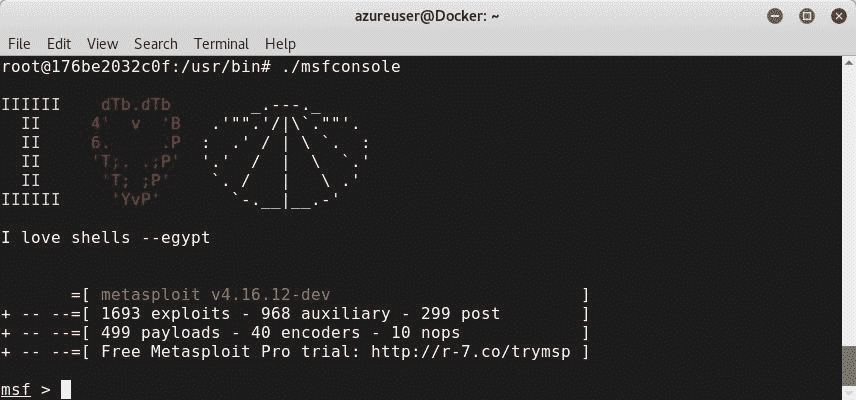 azureuser@Docker: ~
File Edit View Search Terminal Help
root@176be2032c0f:/usr/bin# ./msfconsole
IIIIII    dTb.dTb        _.---._
  II     4'  v  'B   .'"".'/|\`.""'.
  II     6.     .P  :  .' / | \ `.  :
  II     'T;. .;P'  '.'  /  |  \  `.'
  II      'T; ;P'    `. /   |   \ .'
IIIIII     'YvP'       `-.__|__.-'
I love shells --egypt
       =[ metasploit v4.16.12-dev                         ]
+ -- --=[ 1693 exploits - 968 auxiliary - 299 post        ]
+ -- --=[ 499 payloads - 40 encoders - 10 nops            ]
+ -- --=[ Free Metasploit Pro trial: http://r-7.co/trymsp ]
msf >